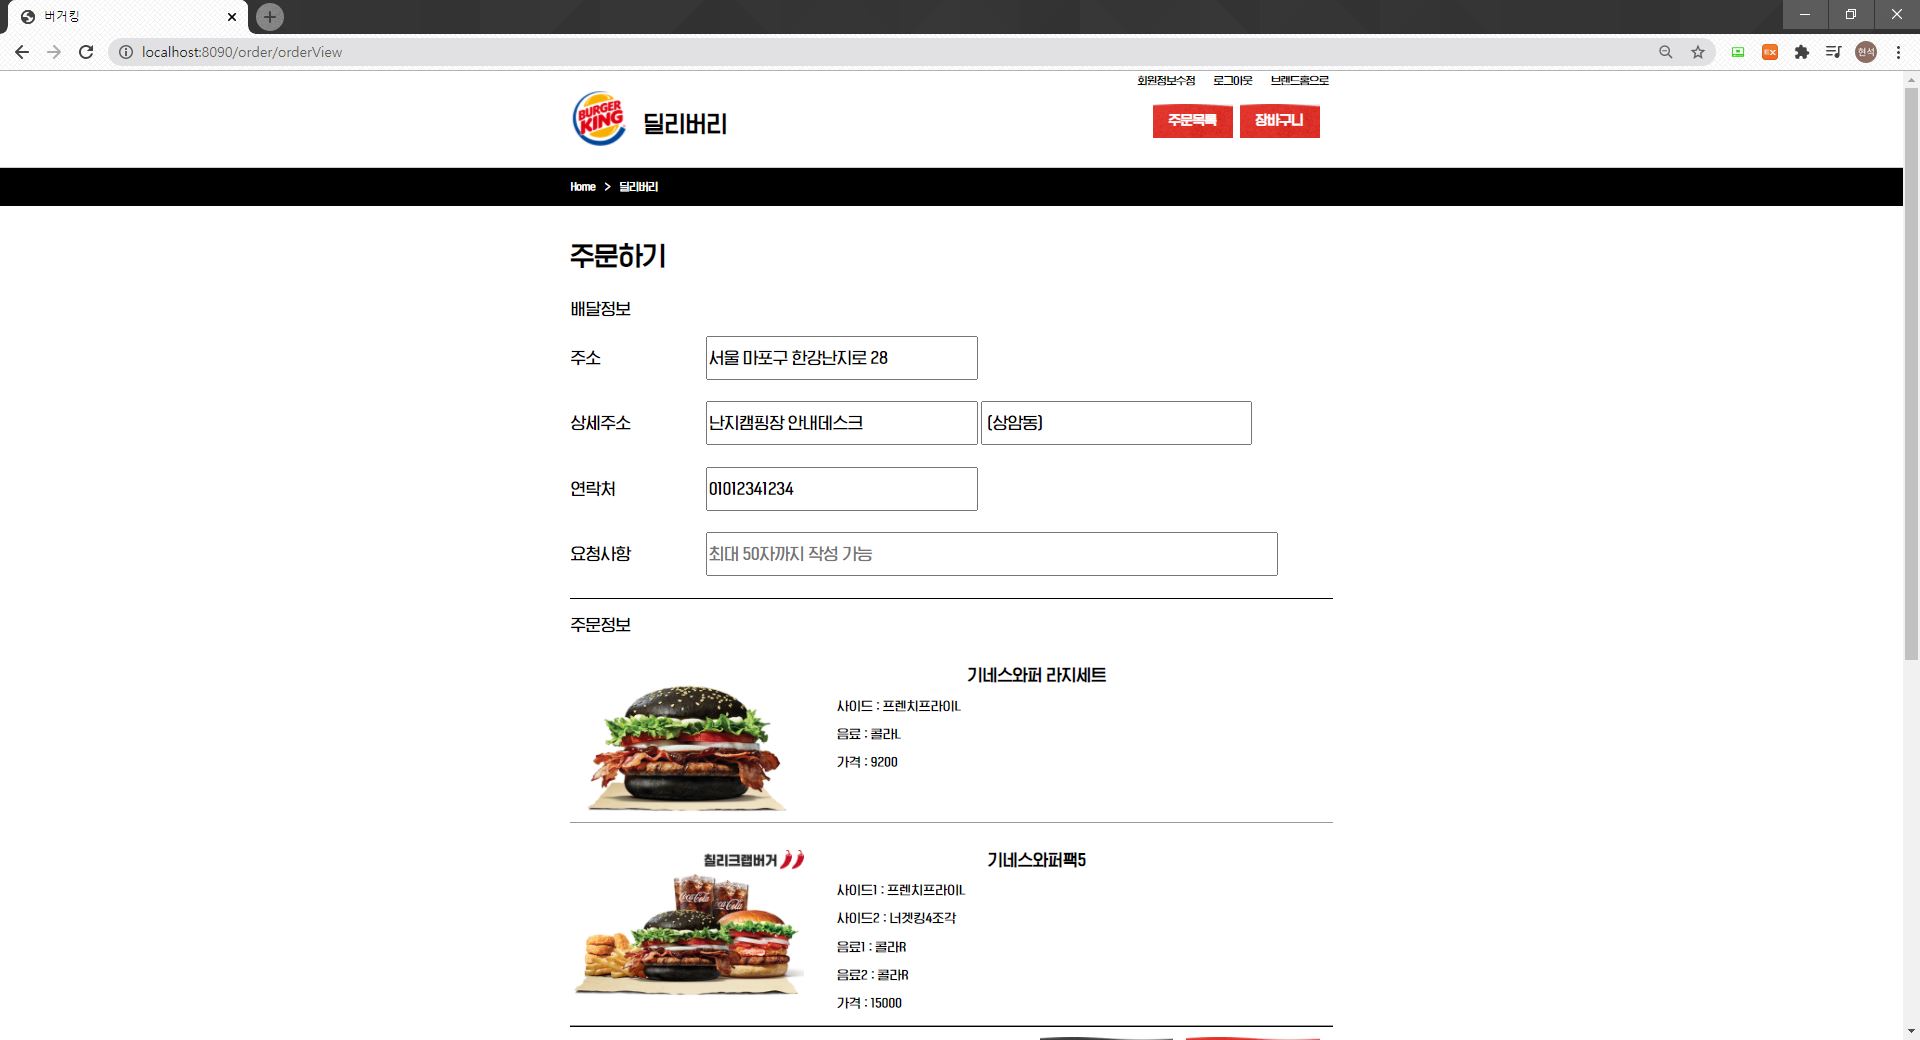 버거킹
localhost:8090/order/orderView
현석
회원정보수정 로그아웃 브랜드홈으로
BURGER KING 딜리버리
주문목록 장바구니
Home > 딜리버리
주문하기
배달정보
주소 서울 마포구 한강난지로 28
상세주소 난지캠핑장 안내데스크 (상암동)
연락처 01012341234
요청사항 최대 50자까지 작성 가능
주문정보
기네스와퍼 라지세트
사이드 : 프렌치프라이L
음료 : 콜라L
가격 : 9200
칠리크랩버거
Coca-Cola
Coca-Cola
기네스와퍼팩5
사이드1 : 프렌치프라이L
사이드2 : 너겟킹4조각
음료1 : 콜라R
음료2 : 콜라R
가격 : 15000